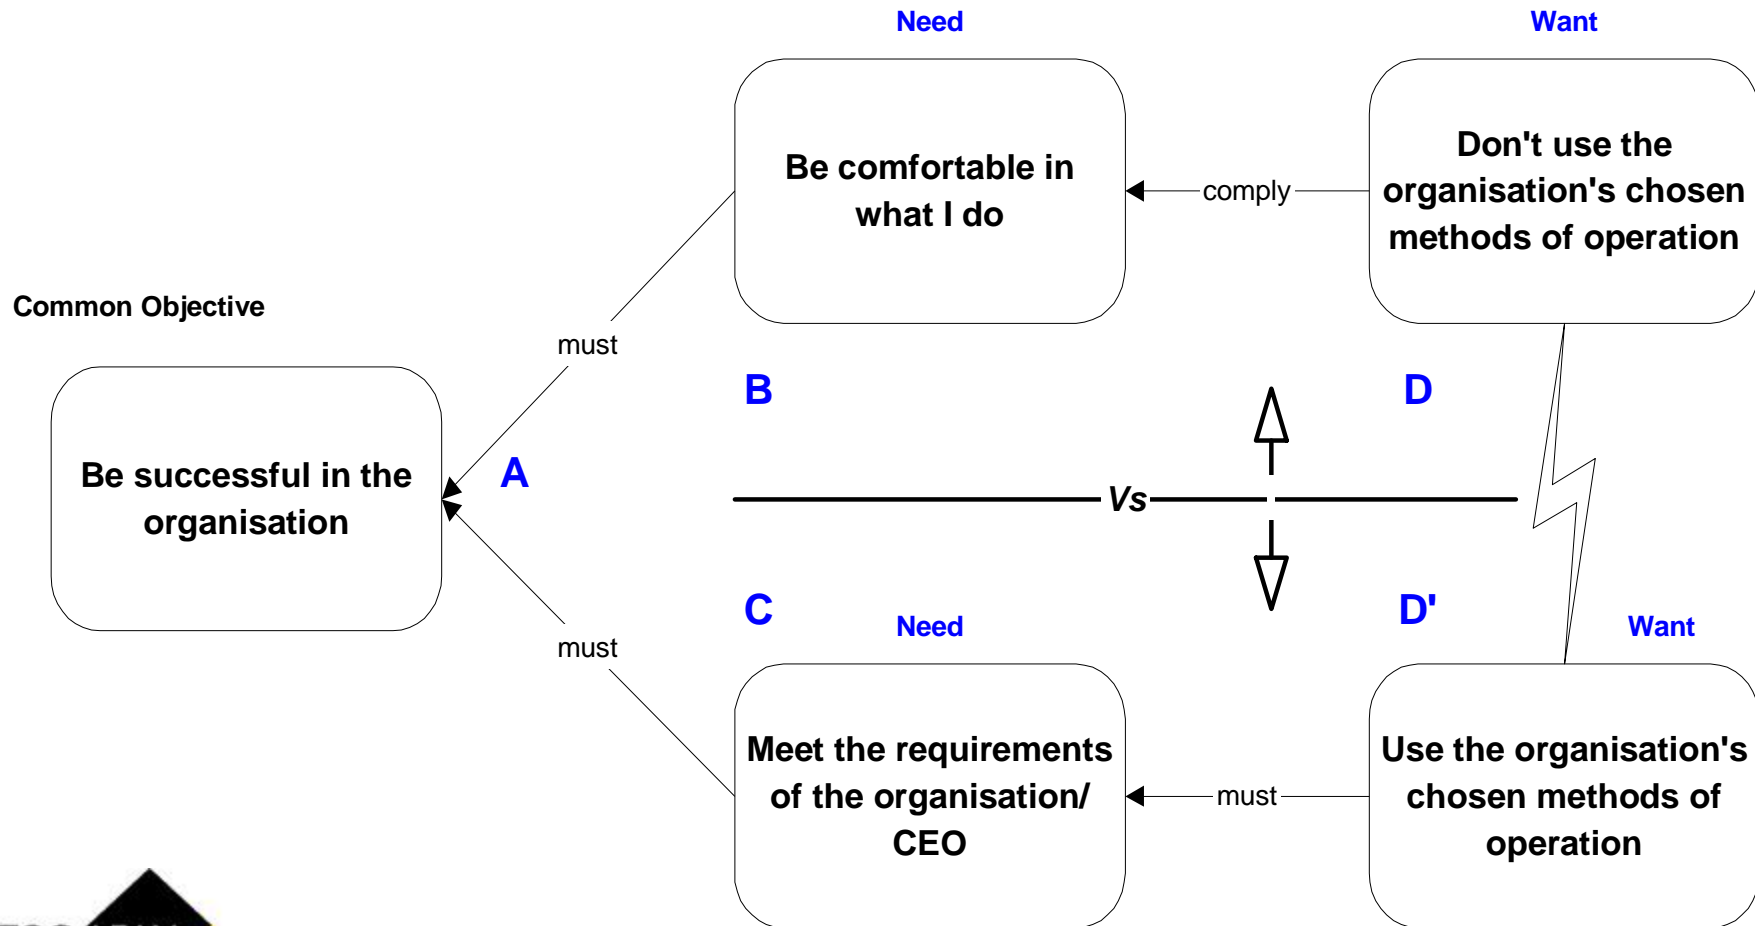 Need
Want
Be comfortable in
what I do
comply
Don't use the
organisation's chosen
methods of operation
Common Objective
must
B
D
Be successful in the
organisation
A
Vs
C
Need
D'
Want
must
Meet the requirements
of the organisation/
CEO
must
Use the organisation's
chosen methods of
operation